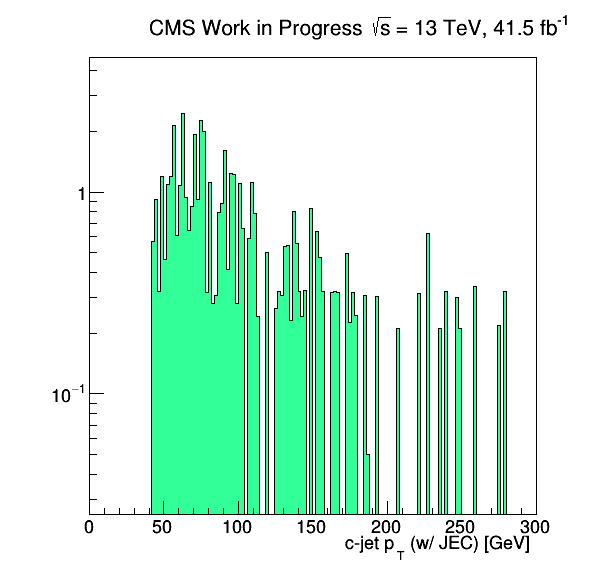 CMS Work in Progress √s = 13 TeV, 41.5 fb⁻¹
1
10⁻¹
0 50 100 150 200 250 300
c-jet p_T (w/ JEC) [GeV]